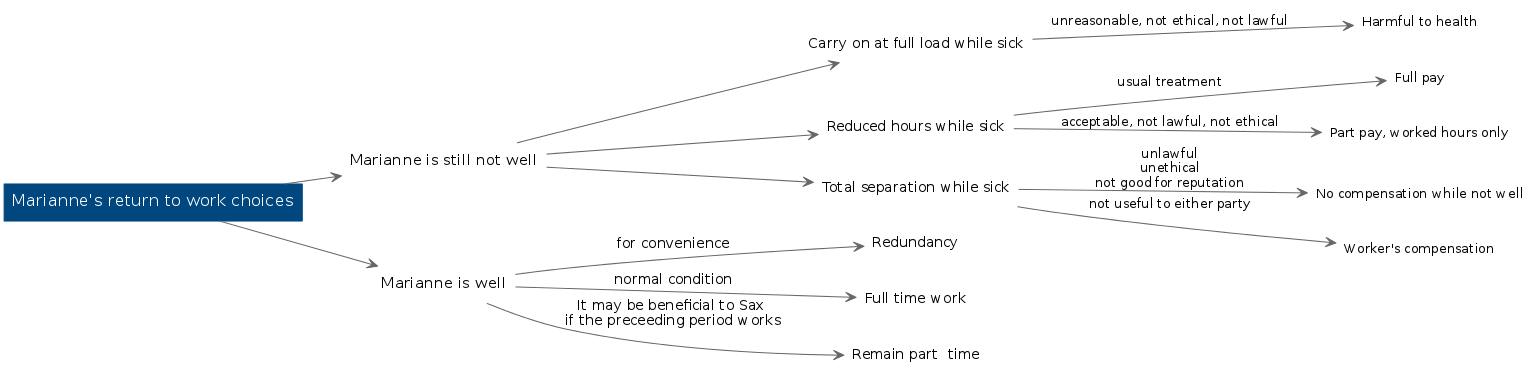 unreasonable, not ethical, not lawful
Harmful to health
Carry on at full load while sick
usual treatment
Full pay
acceptable, not lawful, not ethical
Reduced hours while sick
Part pay, worked hours only
Marianne is still not well
unlawful
unethical
not good for reputation
Total separation while sick
No compensation while not well
Marianne's return to work choices
not useful to either party
for convenience
Redundancy
Worker's compensation
normal condition
Marianne is well
Full time work
It may be beneficial to Sax
if the preceeding period works
Remain part time